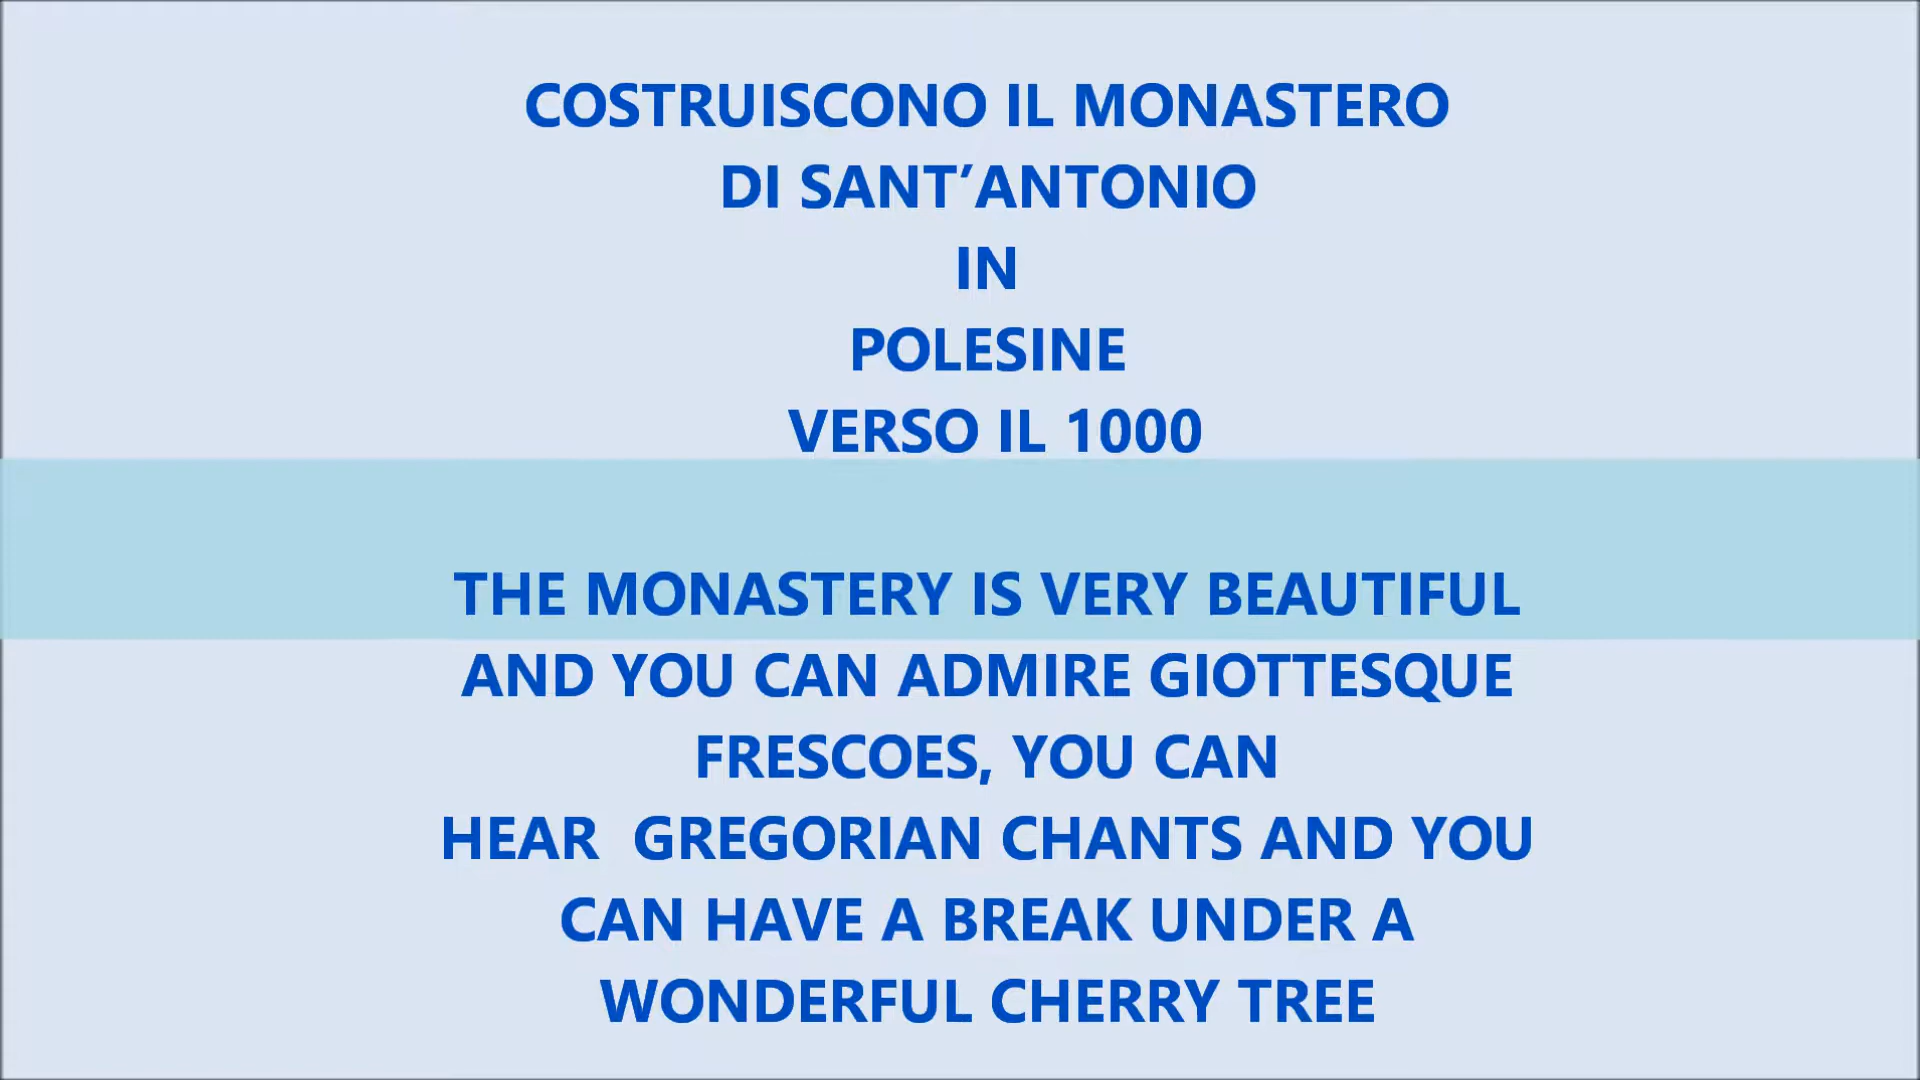 COSTRUISCONO IL MONASTERO
DI SANT’ANTONIO
IN
POLESINE
VERSO IL 1000
THE MONASTERY IS VERY BEAUTIFUL
AND YOU CAN ADMIRE GIOTTESQUE
FRESCOES, YOU CAN
HEAR  GREGORIAN CHANTS AND YOU
CAN HAVE A BREAK UNDER A
WONDERFUL CHERRY TREE